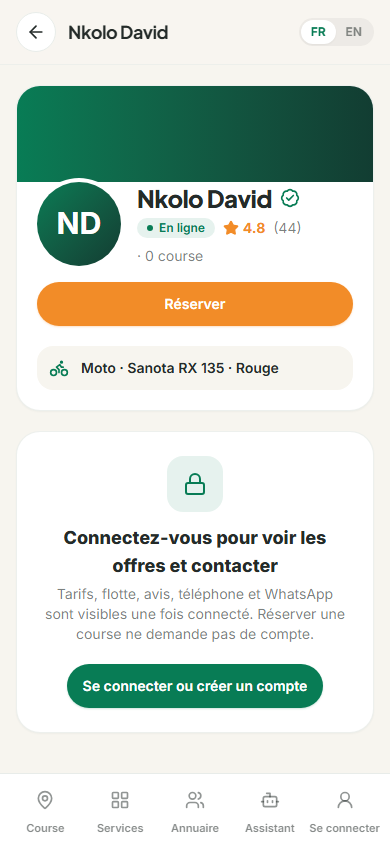 Nkolo David
FR EN
ND
Nkolo David
En ligne 4.8 (44)
· 0 course
Réserver
Moto · Sanota RX 135 · Rouge
Connectez-vous pour voir les
offres et contacter
Tarifs, flotte, avis, téléphone et WhatsApp
sont visibles une fois connecté. Réserver une
course ne demande pas de compte.
Se connecter ou créer un compte
Course Services Annuaire Assistant Se connecter